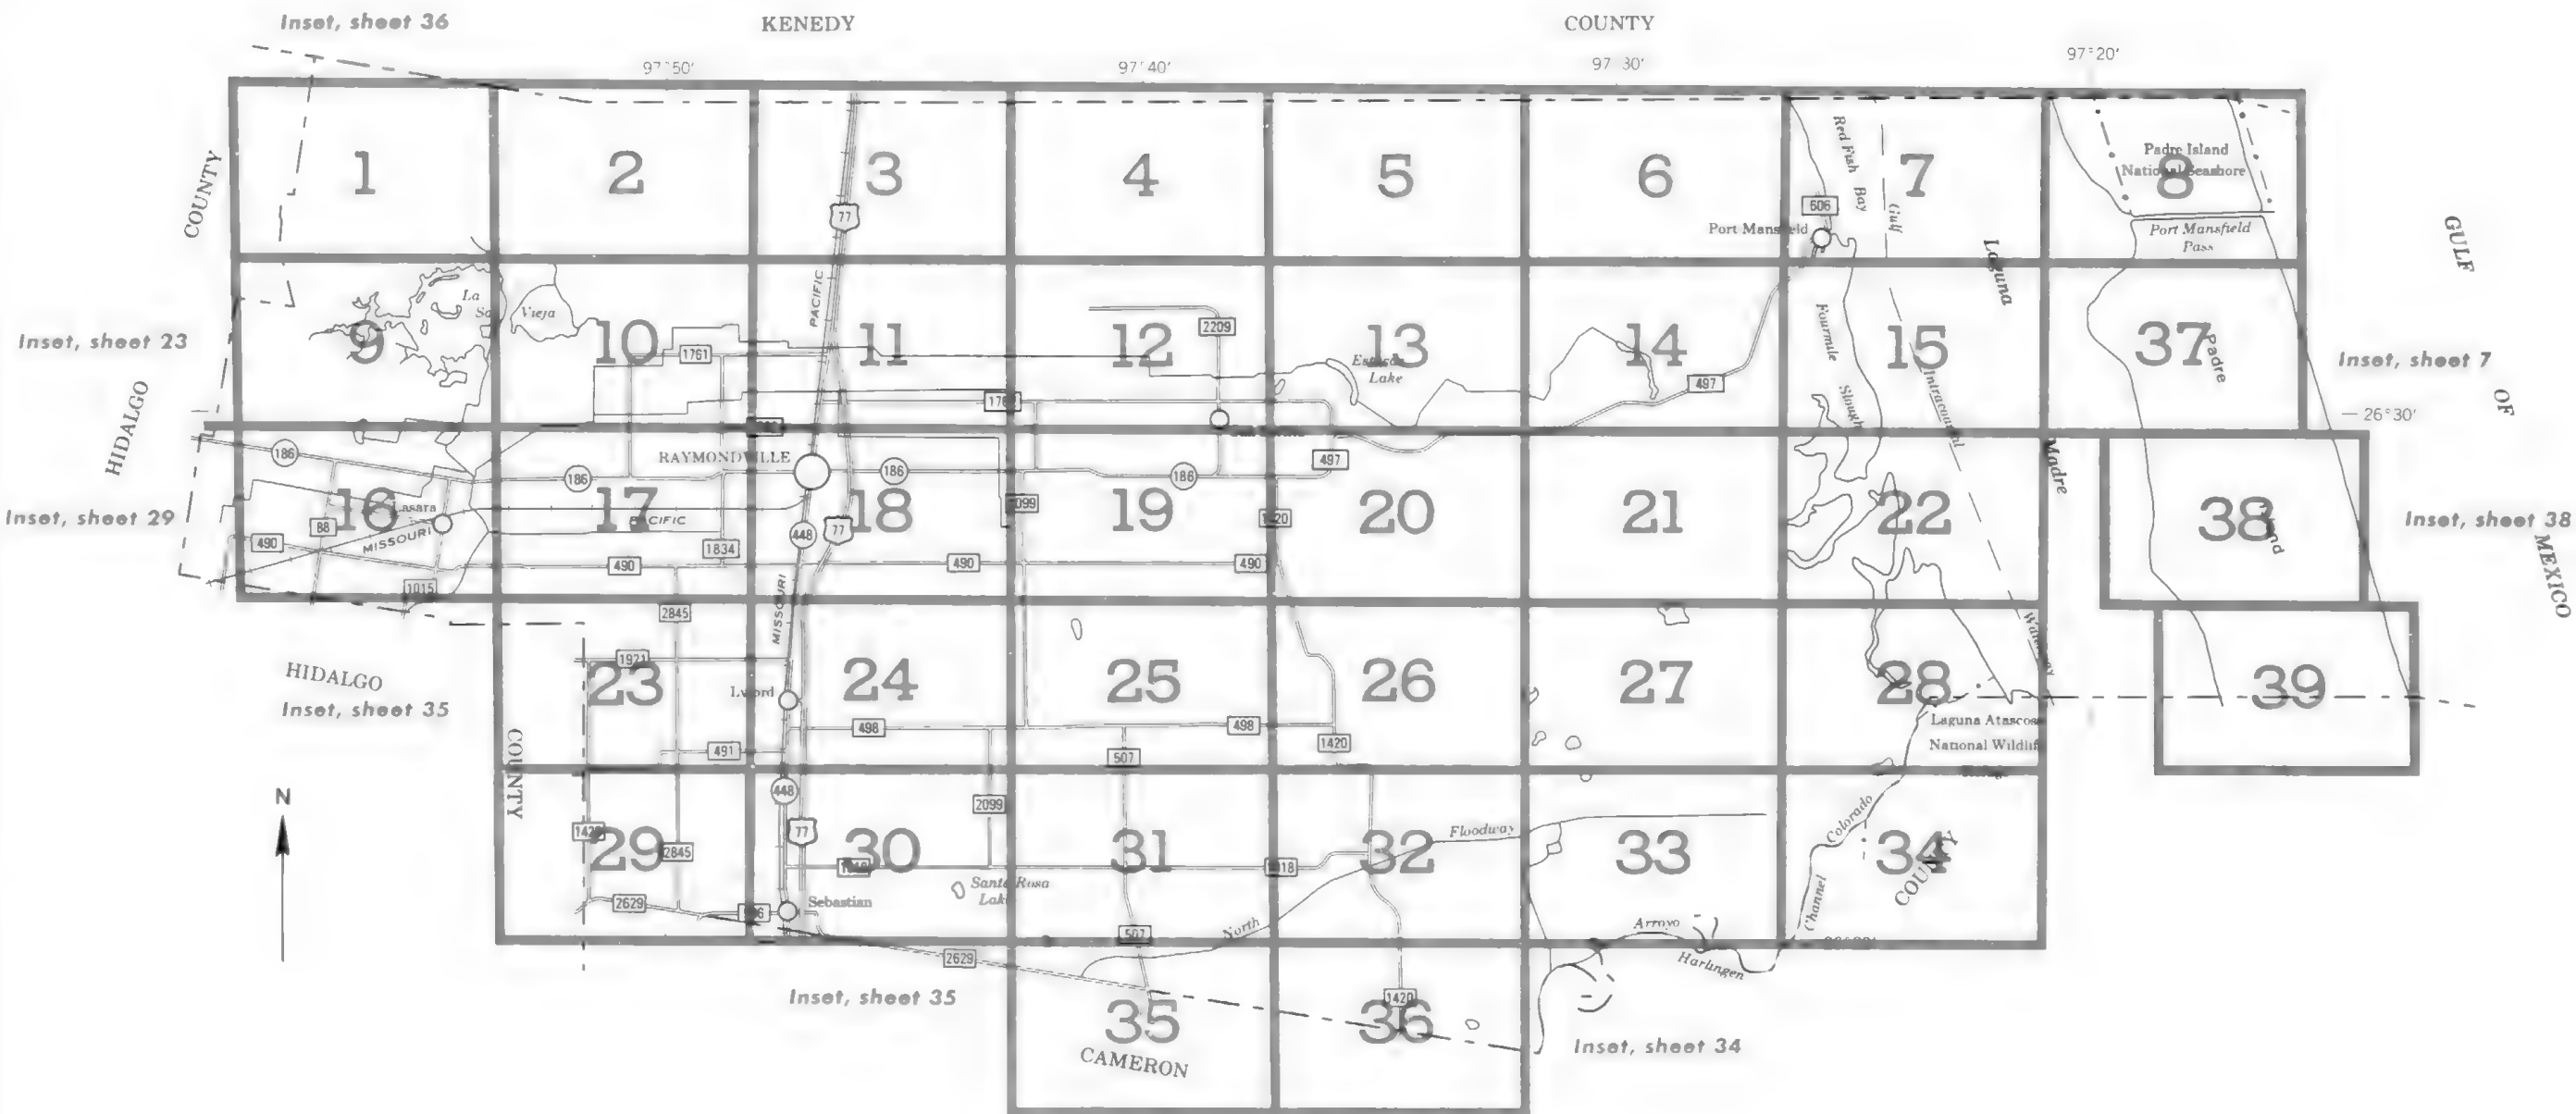 Inset, sheet 36
KENEDY
COUNTY
97°50'
97°40'
97 30'
97°20'
COUNTY
1
2
3
4
5
6
7
8
77
Red Fish Bay
Gulf
606
Port Mansfield
Padre Island
National Seashore
Port Mansfield
Pass
GULF
Laguna
Inset, sheet 23
HIDALGO
9
La
Vieja
10
1761
PACIFIC
11
12
2209
13
Lake
14
497
Fourmile
Slough
15
Intracoastal
37
Padre
Inset, sheet 7
OF
26°30'
186
RAYMONDVILLE
186
186
186
497
Madre
Inset, sheet 29
16
Lasara
88
490
MISSOURI
1015
17
PACIFIC
1834
490
448
77
18
490
19
490
20
21
22
38
Inset, sheet 38
MEXICO
HIDALGO
Inset, sheet 35
COUNTY
2845
MISSOURI
1921
23
491
24
498
25
498
507
26
1420
27
28
Laguna Atascosa
National Wildlif
39
N
29
2845
2629
448
77
30
2099
Sebastian
Santa Rosa
Lake
31
507
North
1018
32
Floodway
33
Arroyo
Colorado
34
COUNTY
Channel
Harlingen
2629
Inset, sheet 35
35
CAMERON
1420
36
Inset, sheet 34